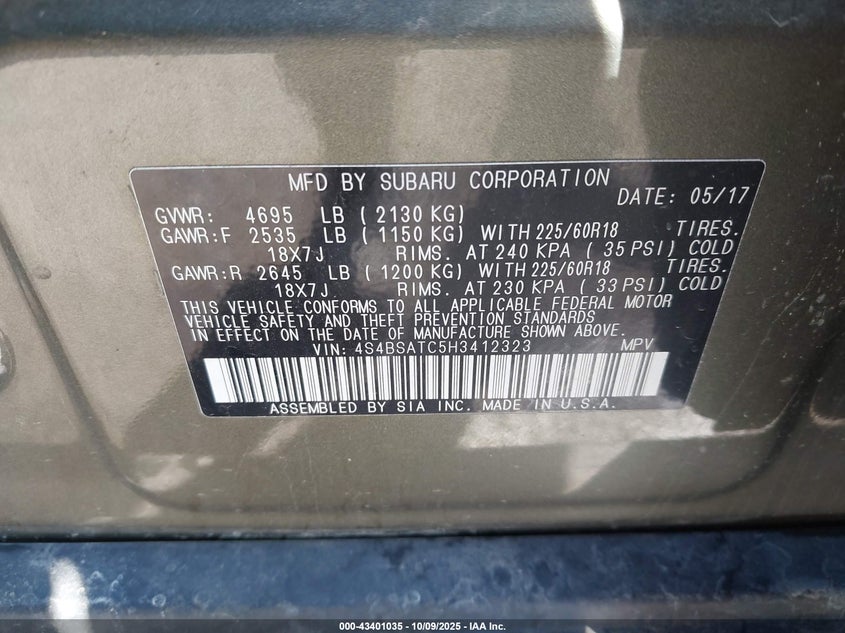 MFD BY SUBARU CORPORATION
DATE: 05/17
GVWR: 4695 LB ( 2130 KG)
GAWR:F 2535 LB ( 1150 KG) WITH 225/60R18 TIRES.
18X7J RIMS. AT 240 KPA ( 35 PSI) COLD
GAWR:R 2645 LB ( 1200 KG) WITH 225/60R18 TIRES.
18X7J RIMS. AT 230 KPA ( 33 PSI) COLD
THIS VEHICLE CONFORMS TO ALL APPLICABLE FEDERAL MOTOR
VEHICLE SAFETY AND THEFT PREVENTION STANDARDS
IN EFFECT ON THE DATE OF MANUFACTURE SHOWN ABOVE.
VIN: 4S4BSATC5H3412323 MPV
ASSEMBLED BY SIA INC. MADE IN U.S.A.
000-43401035 - 10/09/2025 - IAA Inc.